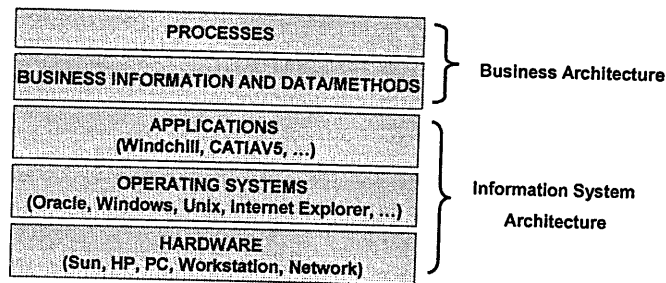 PROCESSES
BUSINESS INFORMATION AND DATA/METHODS
Business Architecture
APPLICATIONS
(Windchill, CATIAV5, ...)
OPERATING SYSTEMS
(Oracle, Windows, Unix, Internet Explorer, ...)
HARDWARE
(Sun, HP, PC, Workstation, Network)
Information System
Architecture